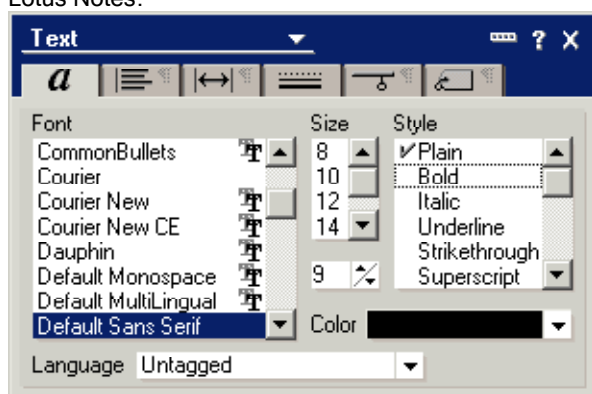 Lotus Notes:
Text
?
X
a
Font
Size
Style
CommonBullets
Courier
Courier New
Courier New CE
Dauphin
Default Monospace
Default MultiLingual
Default Sans Serif
8
10
12
14
9
Plain
Bold
Italic
Underline
Strikethrough
Superscript
Color
Language Untagged